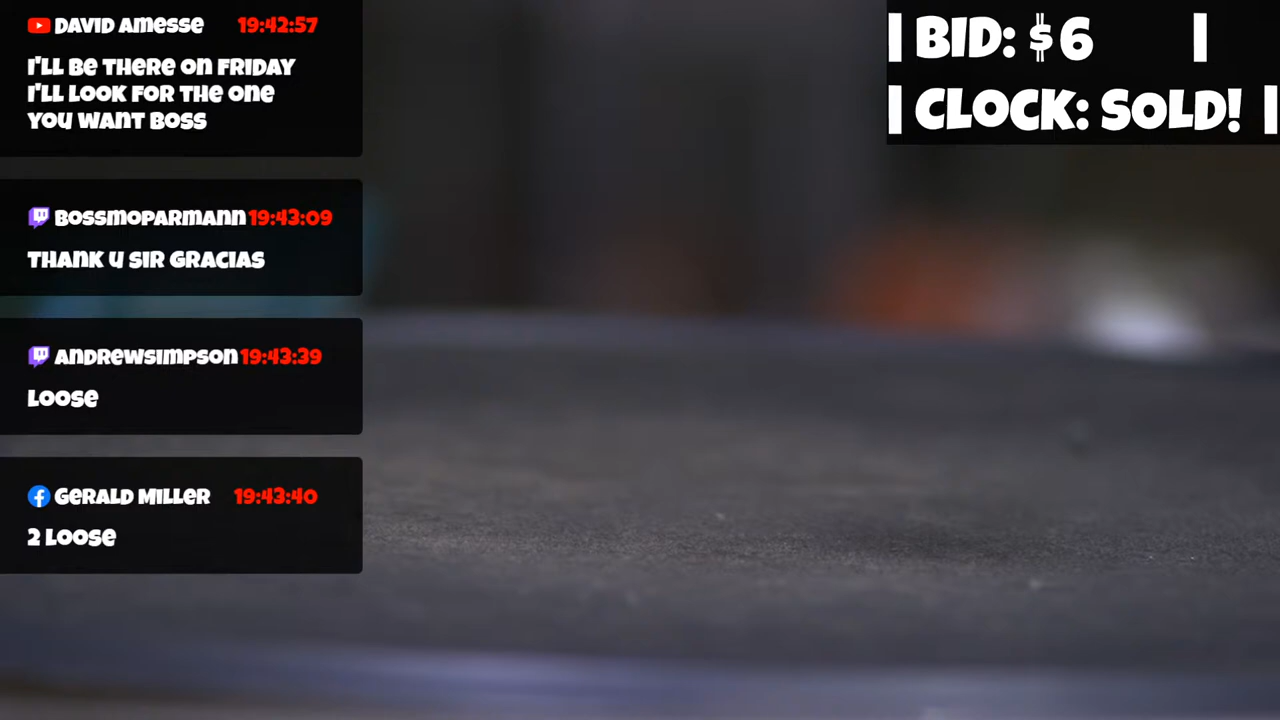 DAVID AMESSE 19:42:57
I'LL BE THERE ON FRIDAY
I'LL LOOK FOR THE ONE
YOU WANT BOSS
BOSSMOPARMANN 19:43:09
THANK U SIR GRACIAS
ANDREWSIMPSON 19:43:39
LOOSE
GERALD MILLER 19:43:40
2 LOOSE
| BID: $6 |
| CLOCK: SOLD! |